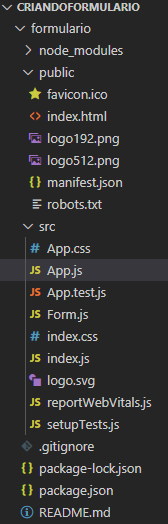 CRIANDOFORMULARIO
formulario
node_modules
public
favicon.ico
index.html
logo192.png
logo512.png
{} manifest.json
robots.txt
src
# App.css
JS App.js
JS App.test.js
JS Form.js
# index.css
JS index.js
logo.svg
JS reportWebVitals.js
JS setupTests.js
.gitignore
{} package-lock.json
{} package.json
README.md